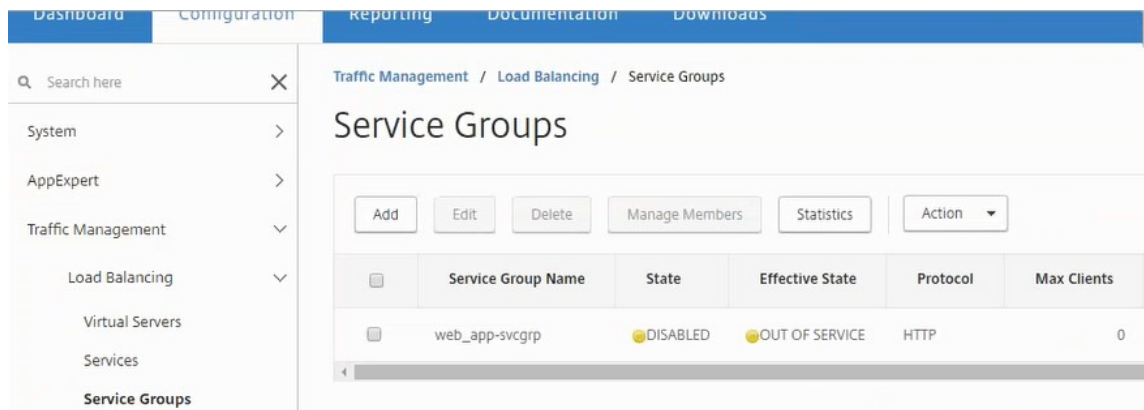 Dashboard Configuration Reporting Documentation Downloads
Search here
System
AppExpert
Traffic Management
Load Balancing
Virtual Servers
Services
Service Groups
Traffic Management / Load Balancing / Service Groups
Service Groups
Add Edit Delete Manage Members Statistics Action
Service Group Name State Effective State Protocol Max Clients
web_app-svcgrp DISABLED OUT OF SERVICE HTTP 0